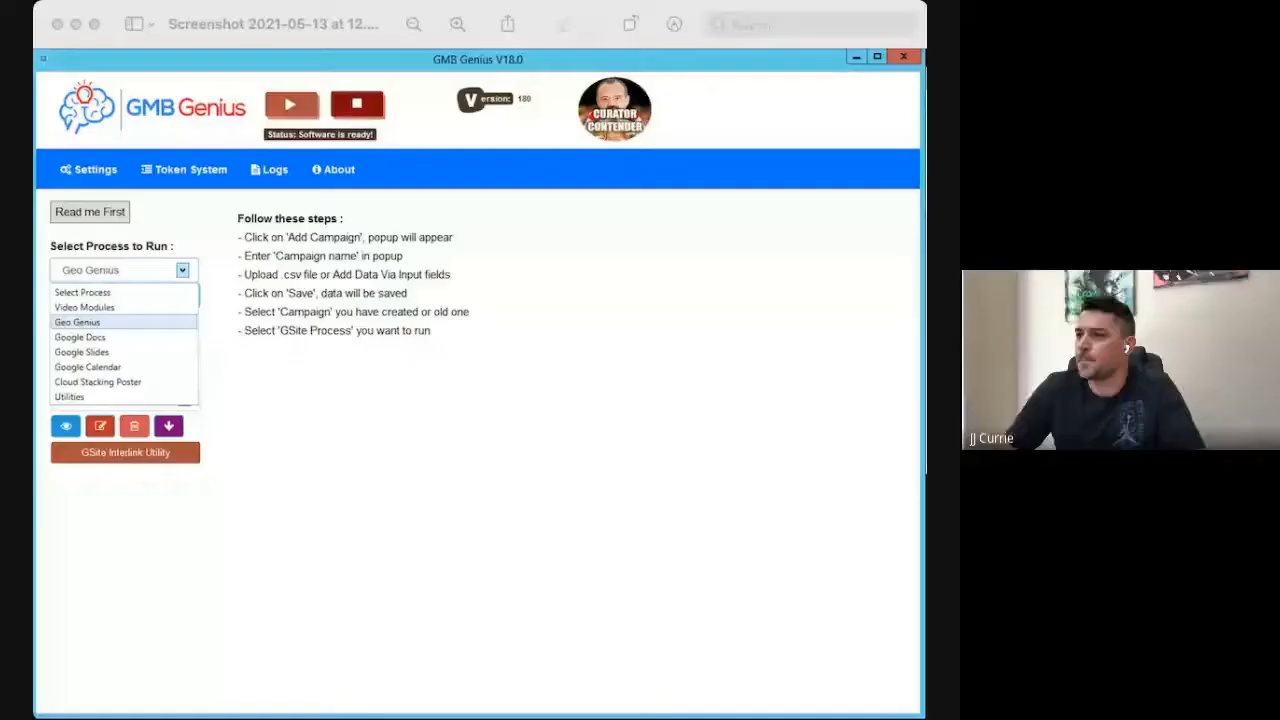 Screenshot 2021-05-13 at 12....
Search
GMB Genius V18.0
GMB Genius
Version: 180
CURATOR
CONTENDER
Status: Software is ready!
Settings
Token System
Logs
About
Read me First
Select Process to Run :
Geo Genius
Select Process
Video Modules
Geo Genius
Google Docs
Google Slides
Google Calendar
Cloud Stacking Poster
Utilities
GSite Interlink Utility
Follow these steps :
- Click on 'Add Campaign', popup will appear
- Enter 'Campaign name' in popup
- Upload .csv file or Add Data Via Input fields
- Click on 'Save', data will be saved
- Select 'Campaign' you have created or old one
- Select 'GSite Process' you want to run
JJ Currie